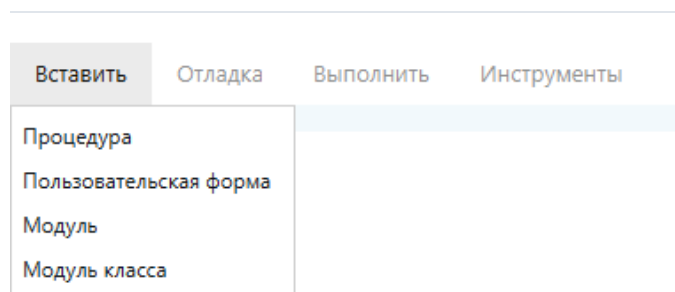 Вставить Отладка Выполнить Инструменты
Процедура
Пользовательская форма
Модуль
Модуль класса